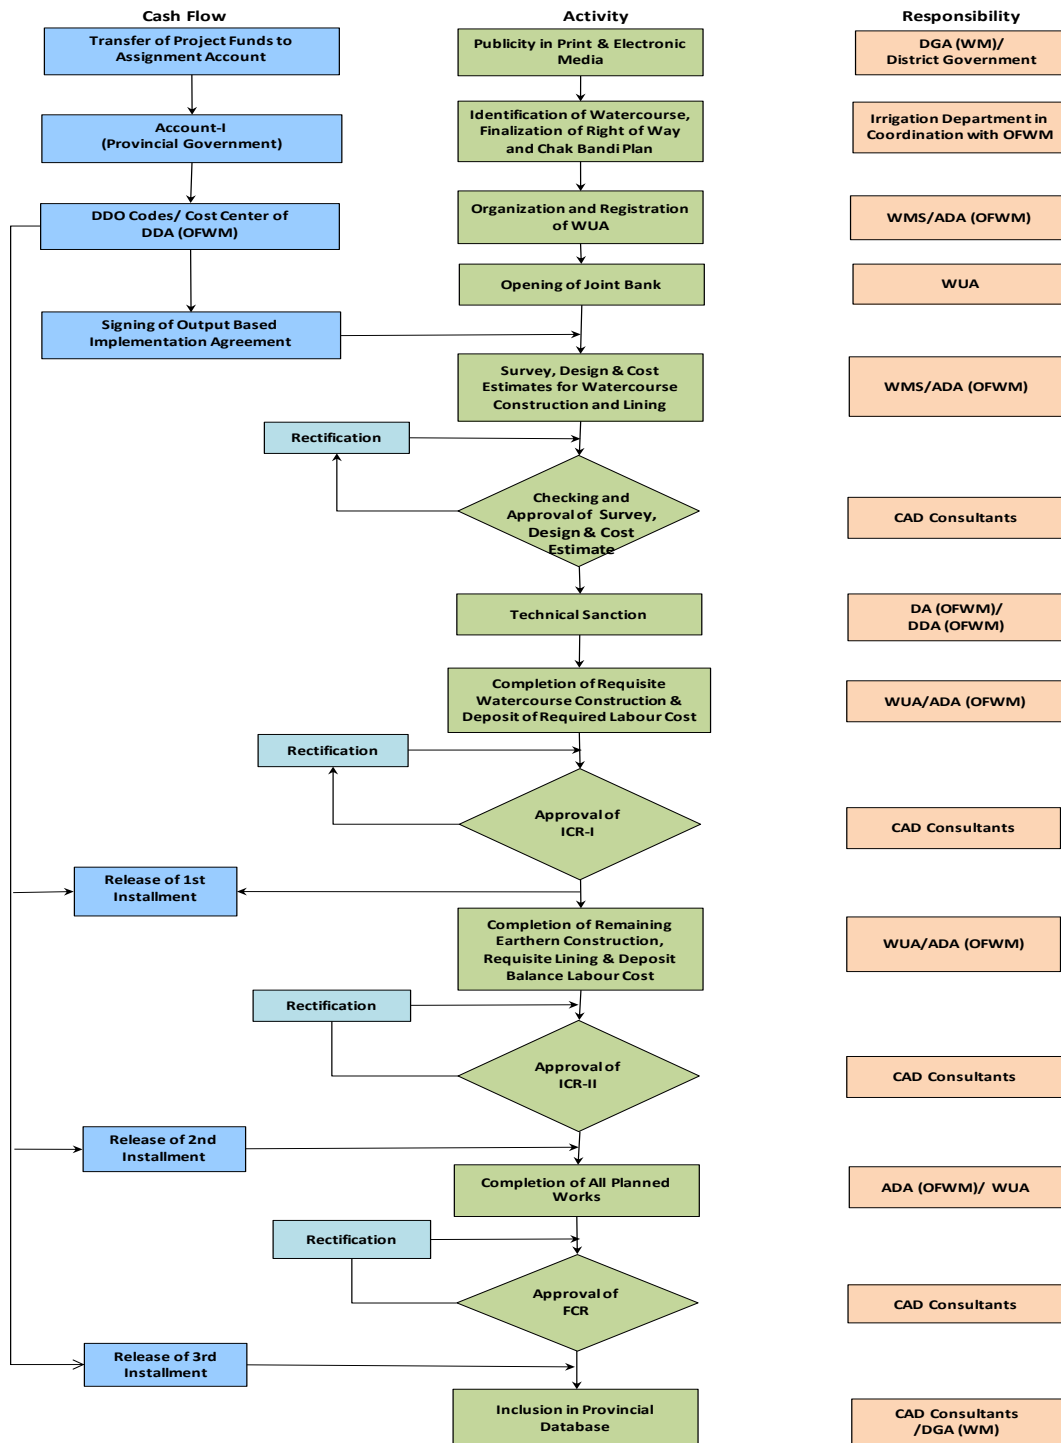 Cash Flow
Activity
Responsibility
Transfer of Project Funds to
Assignment Account
Publicity in Print & Electronic
Media
DGA (WM)/
District Government
Account-I
(Provincial Government)
Identification of Watercourse,
Finalization of Right of Way
and Chak Bandi Plan
Irrigation Department in
Coordination with OFWM
DDO Codes/ Cost Center of
DDA (OFWM)
Organization and Registration
of WUA
WMS/ADA (OFWM)
Opening of Joint Bank
WUA
Signing of Output Based
Implementation Agreement
Survey, Design & Cost
Estimates for Watercourse
Construction and Lining
WMS/ADA (OFWM)
Rectification
Checking and
Approval of Survey,
Design & Cost
Estimate
CAD Consultants
Technical Sanction
DA (OFWM)/
DDA (OFWM)
Completion of Requisite
Watercourse Construction &
Deposit of Required Labour Cost
WUA/ADA (OFWM)
Rectification
Approval of
ICR-I
CAD Consultants
Release of 1st
Installment
Completion of Remaining
Earthern Construction,
Requisite Lining & Deposit
Balance Labour Cost
WUA/ADA (OFWM)
Rectification
Approval of
ICR-II
CAD Consultants
Release of 2nd
Installment
Completion of All Planned
Works
ADA (OFWM)/ WUA
Rectification
Approval of
FCR
CAD Consultants
Release of 3rd
Installment
Inclusion in Provincial
Database
CAD Consultants
/DGA (WM)